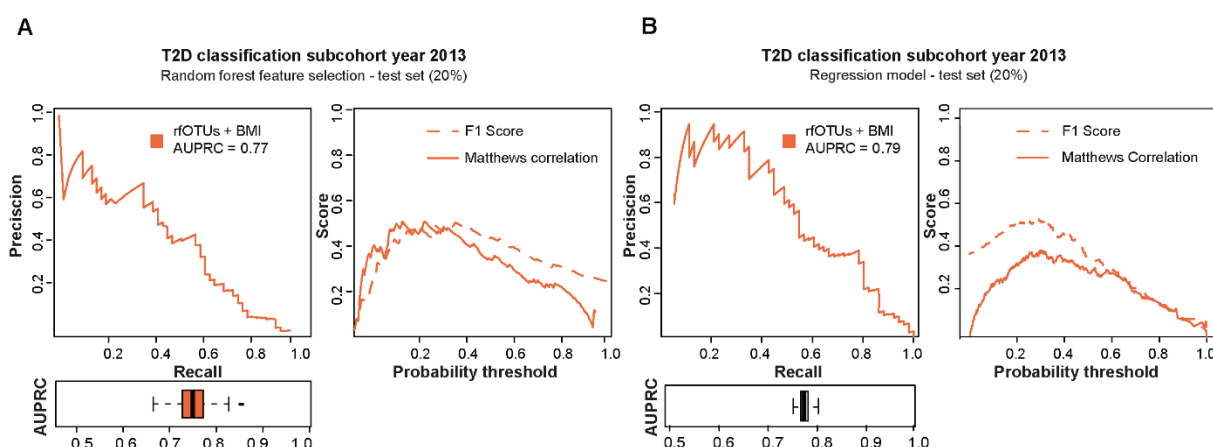 A
T2D classification subcohort year 2013
Random forest feature selection - test set (20%)
Preciscion
1.0
0.8
0.6
0.4
0.2
rfOTUs + BMI
AUPRC = 0.77
0.2 0.4 0.6 0.8 1.0
Recall
Score
1.0
0.8
0.6
0.4
0.2
F1 Score
Matthews correlation
0.2 0.4 0.6 0.8 1.0
Probability threshold
AUPRC
0.5 0.6 0.7 0.8 0.9 1.0
B
T2D classification subcohort year 2013
Regression model - test set (20%)
Preciscion
1.0
0.8
0.6
0.4
0.2
rfOTUs + BMI
AUPRC = 0.79
0.2 0.4 0.6 0.8 1.0
Recall
Score
1.0
0.8
0.6
0.4
0.2
F1 Score
Matthews Correlation
0.2 0.4 0.6 0.8 1.0
Probability threshold
AUPRC
0.5 0.6 0.7 0.8 0.9 1.0